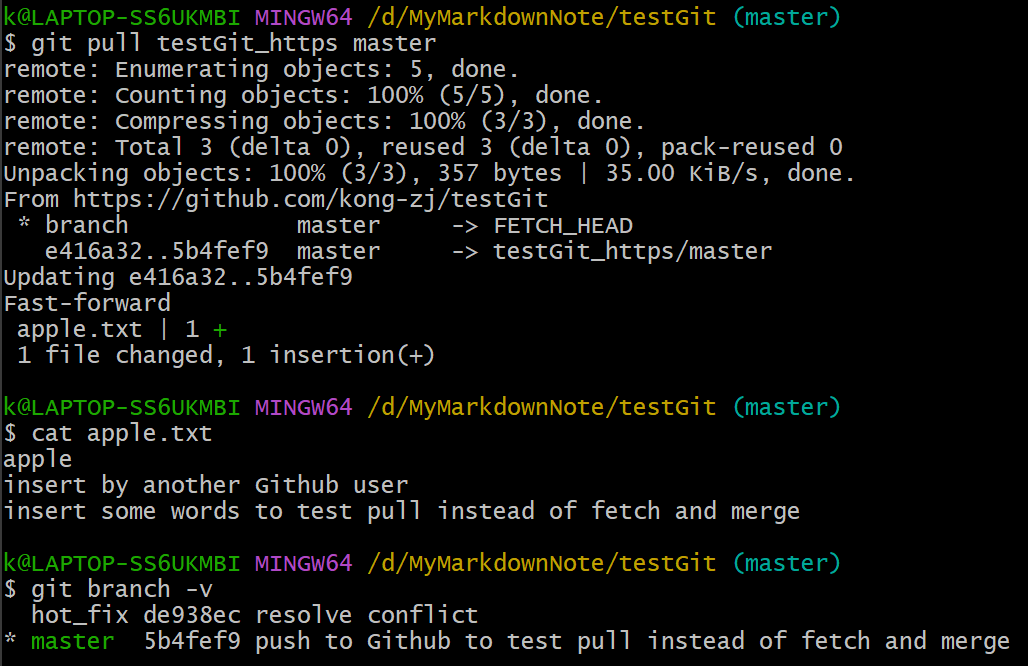 k@LAPTOP-SS6UKMBI MINGW64 /d/MyMarkdownNote/testGit (master)
$ git pull testGit_https master
remote: Enumerating objects: 5, done.
remote: Counting objects: 100% (5/5), done.
remote: Compressing objects: 100% (3/3), done.
remote: Total 3 (delta 0), reused 3 (delta 0), pack-reused 0
Unpacking objects: 100% (3/3), 357 bytes | 35.00 KiB/s, done.
From https://github.com/kong-zj/testGit
 * branch            master     -> FETCH_HEAD
   e416a32..5b4fef9  master     -> testGit_https/master
Updating e416a32..5b4fef9
Fast-forward
 apple.txt | 1 +
 1 file changed, 1 insertion(+)
k@LAPTOP-SS6UKMBI MINGW64 /d/MyMarkdownNote/testGit (master)
$ cat apple.txt
apple
insert by another Github user
insert some words to test pull instead of fetch and merge
k@LAPTOP-SS6UKMBI MINGW64 /d/MyMarkdownNote/testGit (master)
$ git branch -v
  hot_fix de938ec resolve conflict
* master  5b4fef9 push to Github to test pull instead of fetch and merge